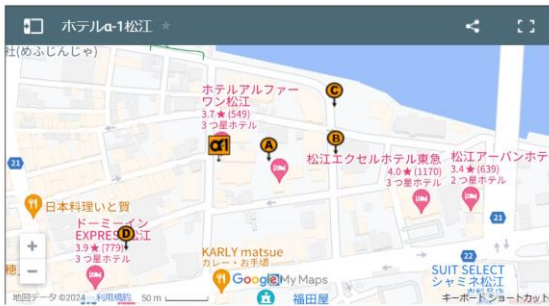 ホテルα-1松江
社(めふじんじゃ)
ホテルアルファー
ワン松江
3.7★(549)
3つ星ホテル
C
α1
A
B
松江エクセルホテル東急
4.0★(1170)
3つ星ホテル
松江アーバンホテ
3.4★(639)
2つ星ホテル
21
日本料理いと賀
ドーミーイン
EXPRESS松江
3.9★(779)
3つ星ホテル
D
21
22
KARLY matsue
カレー・お手頃
SUIT SELECT
シャミネ松江
Google My Maps
福田屋
+
−
地図データ ©2024
利用規約
50 m
キーボード ショートカット